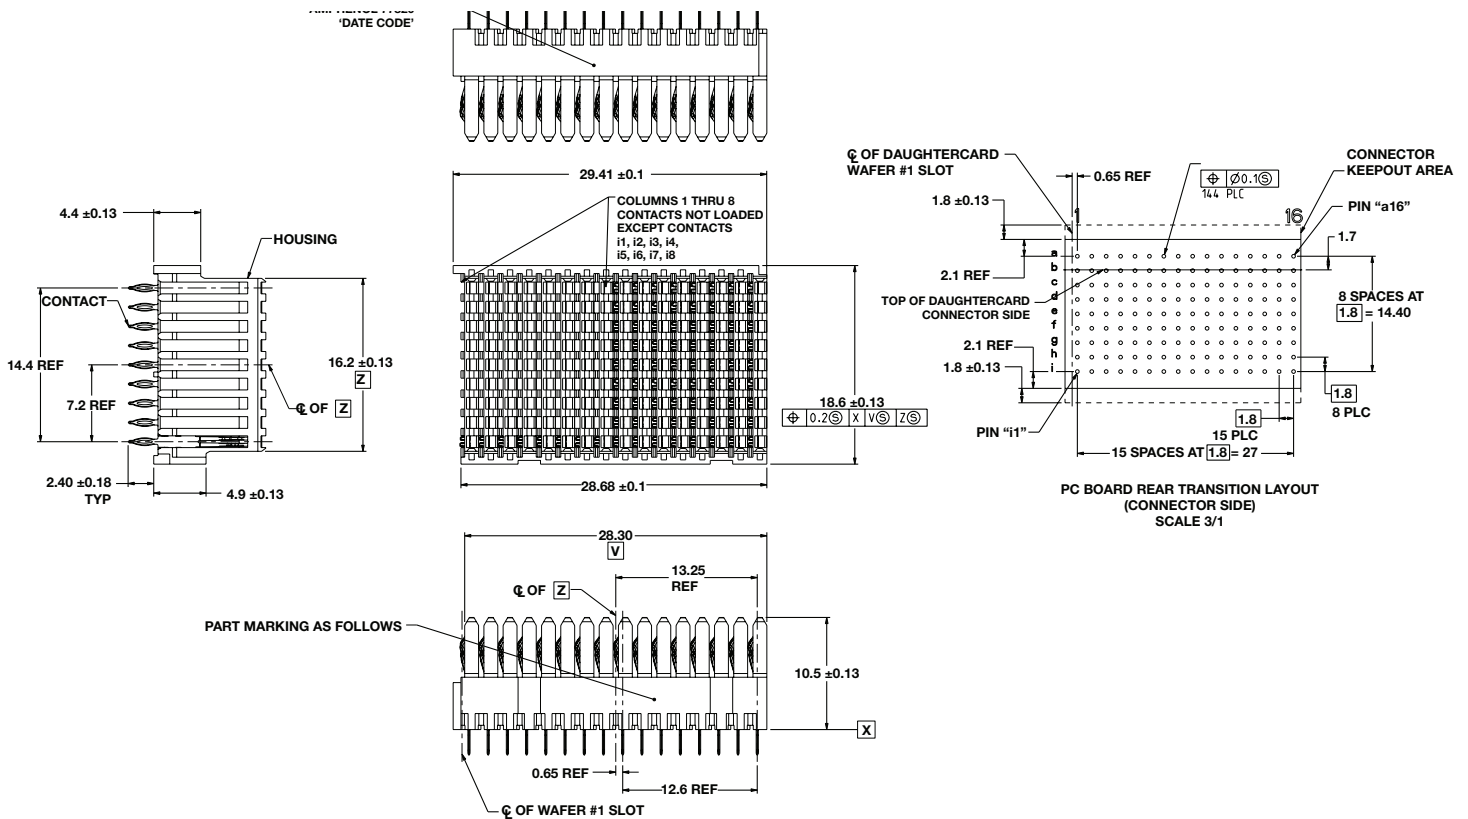 'DATE CODE'
29.41 ±0.1
COLUMNS 1 THRU 8
CONTACTS NOT LOADED
EXCEPT CONTACTS
i1, i2, i3, i4,
i5, i6, i7, i8
4.4 ±0.13
HOUSING
CONTACT
14.4 REF
7.2 REF
16.2 ±0.13
Z
℄ OF Z
2.40 ±0.18
TYP
4.9 ±0.13
18.6 ±0.13
⌖ 0.2Ⓢ X VⓈ ZⓈ
28.68 ±0.1
28.30
V
13.25
REF
℄ OF Z
PART MARKING AS FOLLOWS
10.5 ±0.13
X
0.65 REF
12.6 REF
℄ OF WAFER #1 SLOT
℄ OF DAUGHTERCARD
WAFER #1 SLOT
CONNECTOR
KEEPOUT AREA
0.65 REF
⌖ Ø0.1Ⓢ
144 PLC
1.8 ±0.13
1
16
PIN "a16"
1.7
2.1 REF
a
b
c
d
e
f
g
h
i
TOP OF DAUGHTERCARD
CONNECTOR SIDE
8 SPACES AT
1.8 = 14.40
2.1 REF
1.8 ±0.13
1.8
8 PLC
1.8
15 PLC
PIN "i1"
15 SPACES AT 1.8 = 27
PC BOARD REAR TRANSITION LAYOUT
(CONNECTOR SIDE)
SCALE 3/1